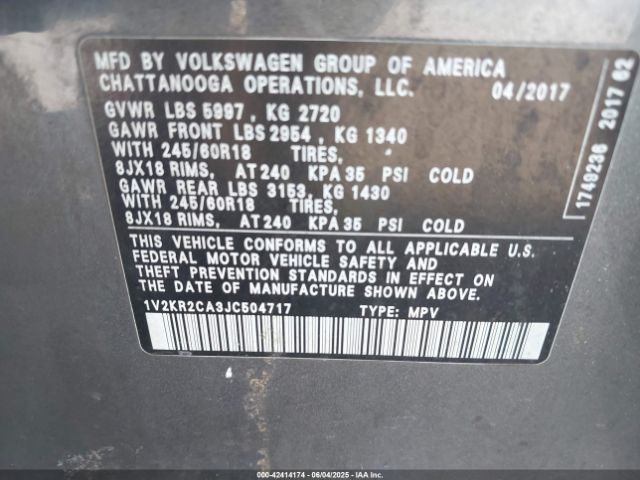 MFD BY VOLKSWAGEN GROUP OF AMERICA
CHATTANOOGA OPERATIONS, LLC. 04/2017
GVWR LBS 5997, KG 2720
GAWR FRONT LBS 2954, KG 1340
WITH 245/60R18 TIRES,
8JX18 RIMS, AT 240 KPA 35 PSI COLD
GAWR REAR LBS 3153, KG 1430
WITH 245/60R18 TIRES,
8JX18 RIMS, AT 240 KPA 35 PSI COLD
THIS VEHICLE CONFORMS TO ALL APPLICABLE U.S.
FEDERAL MOTOR VEHICLE SAFETY AND
THEFT PREVENTION STANDARDS IN EFFECT ON
THE DATE OF MANUFACTURE SHOWN ABOVE
1V2KR2CA3JC504717 TYPE: MPV
1749236 2017 62
000-42414174 - 06/04/2025 - IAA Inc.